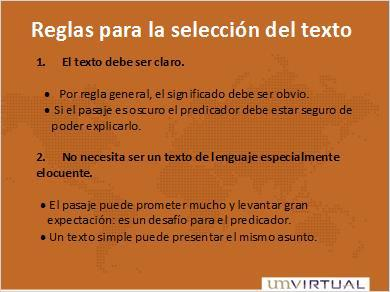 Reglas para la selección del texto
1. El texto debe ser claro.
• Por regla general, el significado debe ser obvio.
• Si el pasaje es oscuro el predicador debe estar seguro de
poder explicarlo.
2. No necesita ser un texto de lenguaje especialmente
elocuente.
• El pasaje puede prometer mucho y levantar gran
expectación: es un desafío para el predicador.
• Un texto simple puede presentar el mismo asunto.
UMVIRTUAL